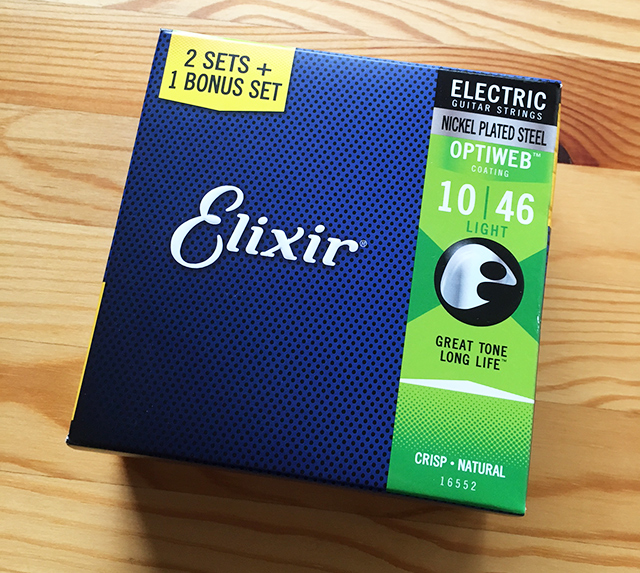 2 SETS +
1 BONUS SET
ELECTRIC
GUITAR STRINGS
NICKEL PLATED STEEL
OPTIWEB™
COATING
10 | 46
LIGHT
Elixir®
GREAT TONE
LONG LIFE™
CRISP • NATURAL
16552